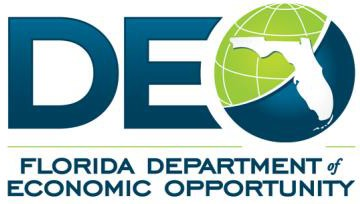 DEO
FLORIDA DEPARTMENT of
ECONOMIC OPPORTUNITY